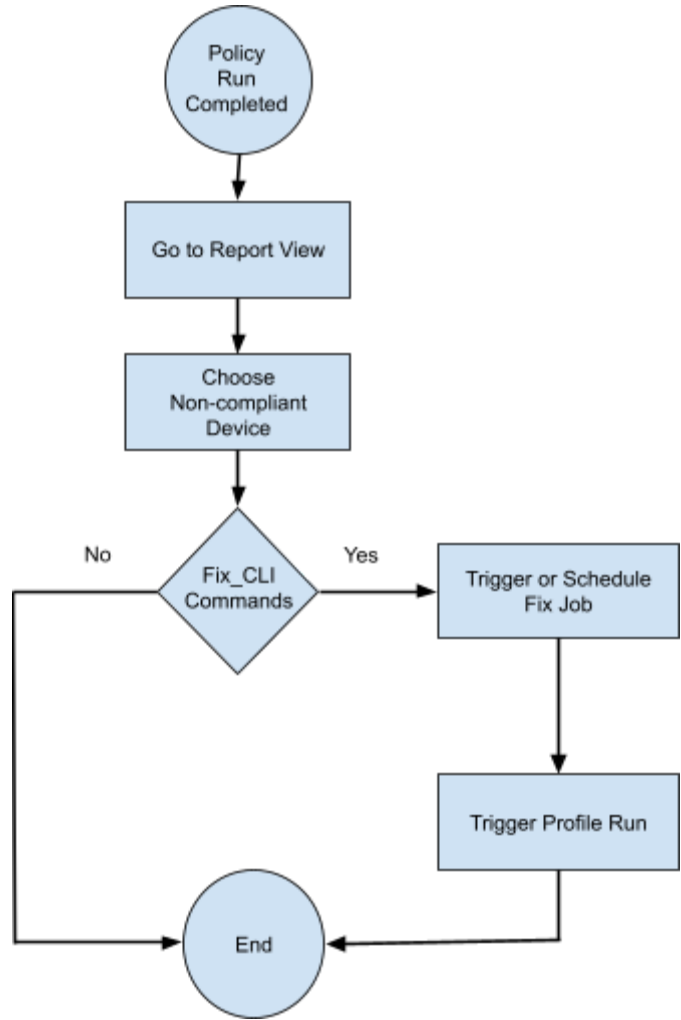 Policy
Run
Completed
Go to Report View
Choose
Non-compliant
Device
No
Yes
Fix_CLI
Commands
Trigger or Schedule
Fix Job
Trigger Profile Run
End